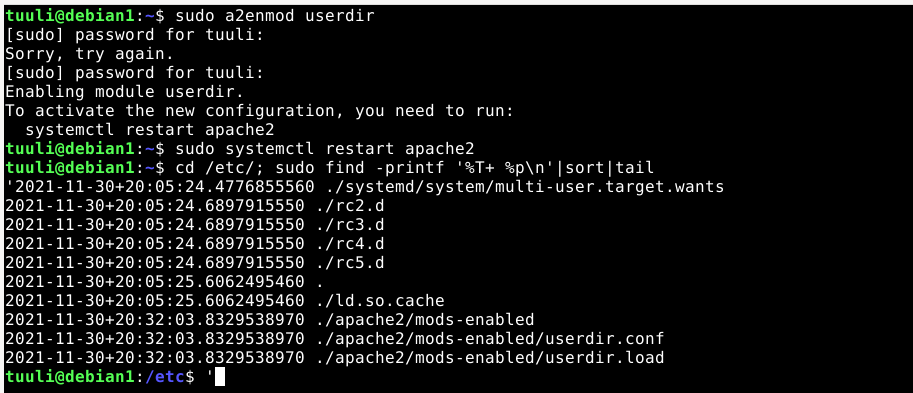 tuuli@debian1:~$ sudo a2enmod userdir
[sudo] password for tuuli:
Sorry, try again.
[sudo] password for tuuli:
Enabling module userdir.
To activate the new configuration, you need to run:
  systemctl restart apache2
tuuli@debian1:~$ sudo systemctl restart apache2
tuuli@debian1:~$ cd /etc/; sudo find -printf '%T+ %p\n'|sort|tail
'2021-11-30+20:05:24.4776855560 ./systemd/system/multi-user.target.wants
2021-11-30+20:05:24.6897915550 ./rc2.d
2021-11-30+20:05:24.6897915550 ./rc3.d
2021-11-30+20:05:24.6897915550 ./rc4.d
2021-11-30+20:05:24.6897915550 ./rc5.d
2021-11-30+20:05:25.6062495460 .
2021-11-30+20:05:25.6062495460 ./ld.so.cache
2021-11-30+20:32:03.8329538970 ./apache2/mods-enabled
2021-11-30+20:32:03.8329538970 ./apache2/mods-enabled/userdir.conf
2021-11-30+20:32:03.8329538970 ./apache2/mods-enabled/userdir.load
tuuli@debian1:/etc$ '